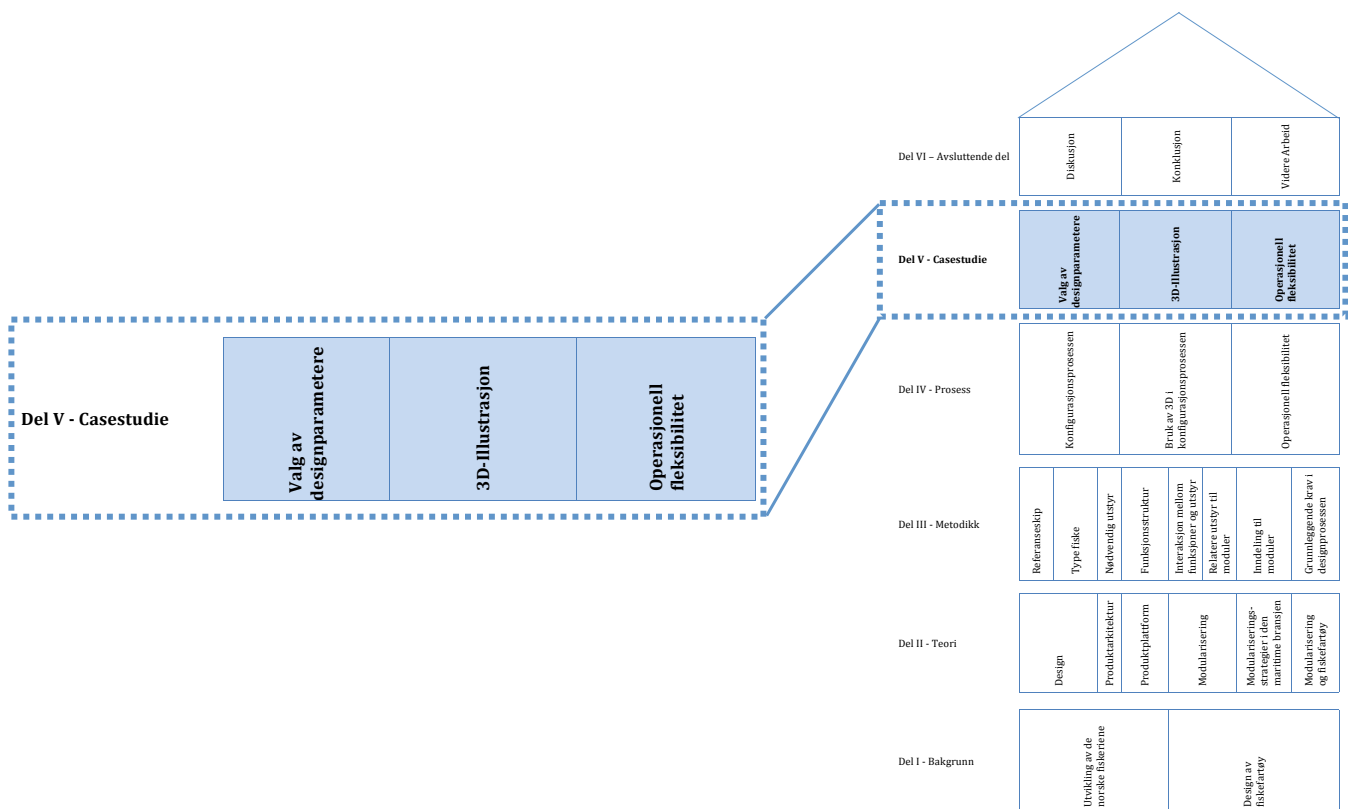 Del V - Casestudie
Valg av
designparametere
3D-Illustrasjon
Operasjonell
fleksibilitet
Del VI – Avsluttende del
Diskusjon
Konklusjon
Videre Arbeid
Del V - Casestudie
Valg av
designparametere
3D-Illustrasjon
Operasjonell
fleksibilitet
Del IV - Prosess
Konfigurasjonsprosessen
Bruk av 3D i
konfigurasjonsprosessen
Operasjonell fleksibilitet
Del III - Metodikk
Referanseskip
Type fiske
Nødvendig utstyr
Funksjonsstruktur
Interaksjon mellom
funksjoner og utstyr
Relatere utstyr til
moduler
Inndeling til
moduler
Grunnleggende krav i
designprosessen
Del II - Teori
Design
Produktarkitektur
Produktplattform
Modularisering
Modulariserings-
strategier i den
maritime bransjen
Modularisering
og fiskefartøy
Del I - Bakgrunn
Utvikling av de
norske fiskeriene
Design av
fiskefartøy